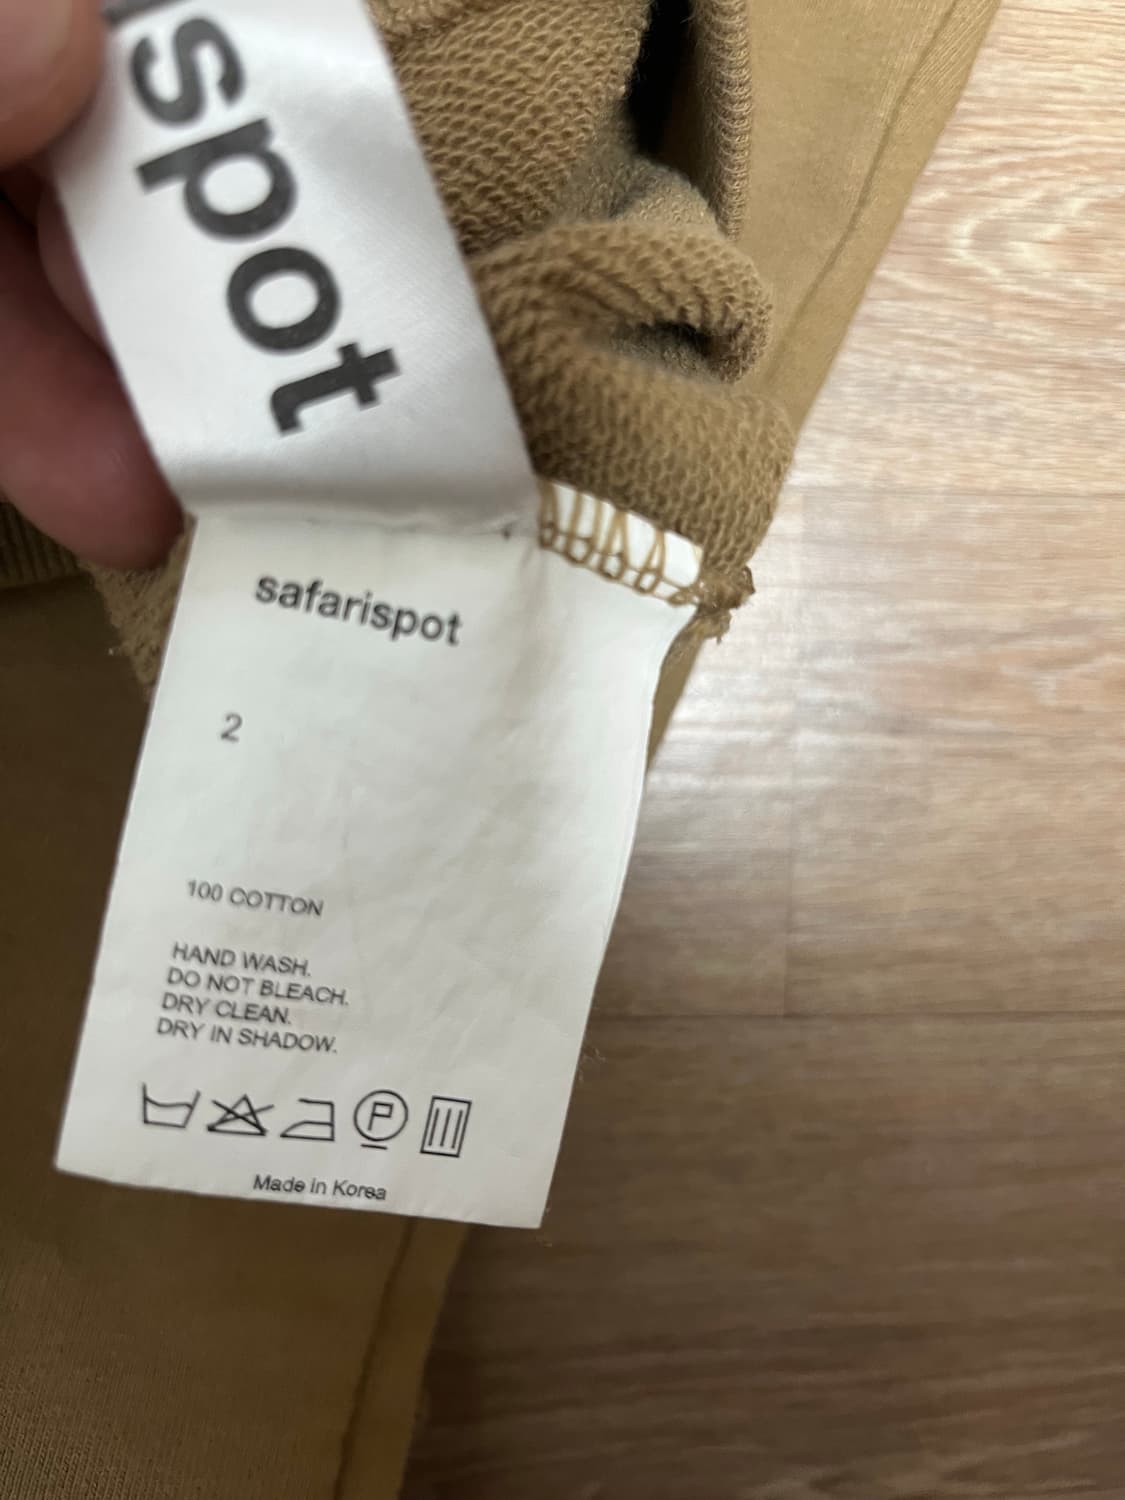 spot
safarispot
2
100 COTTON
HAND WASH.
DO NOT BLEACH.
DRY CLEAN.
DRY IN SHADOW.
P
Made in Korea